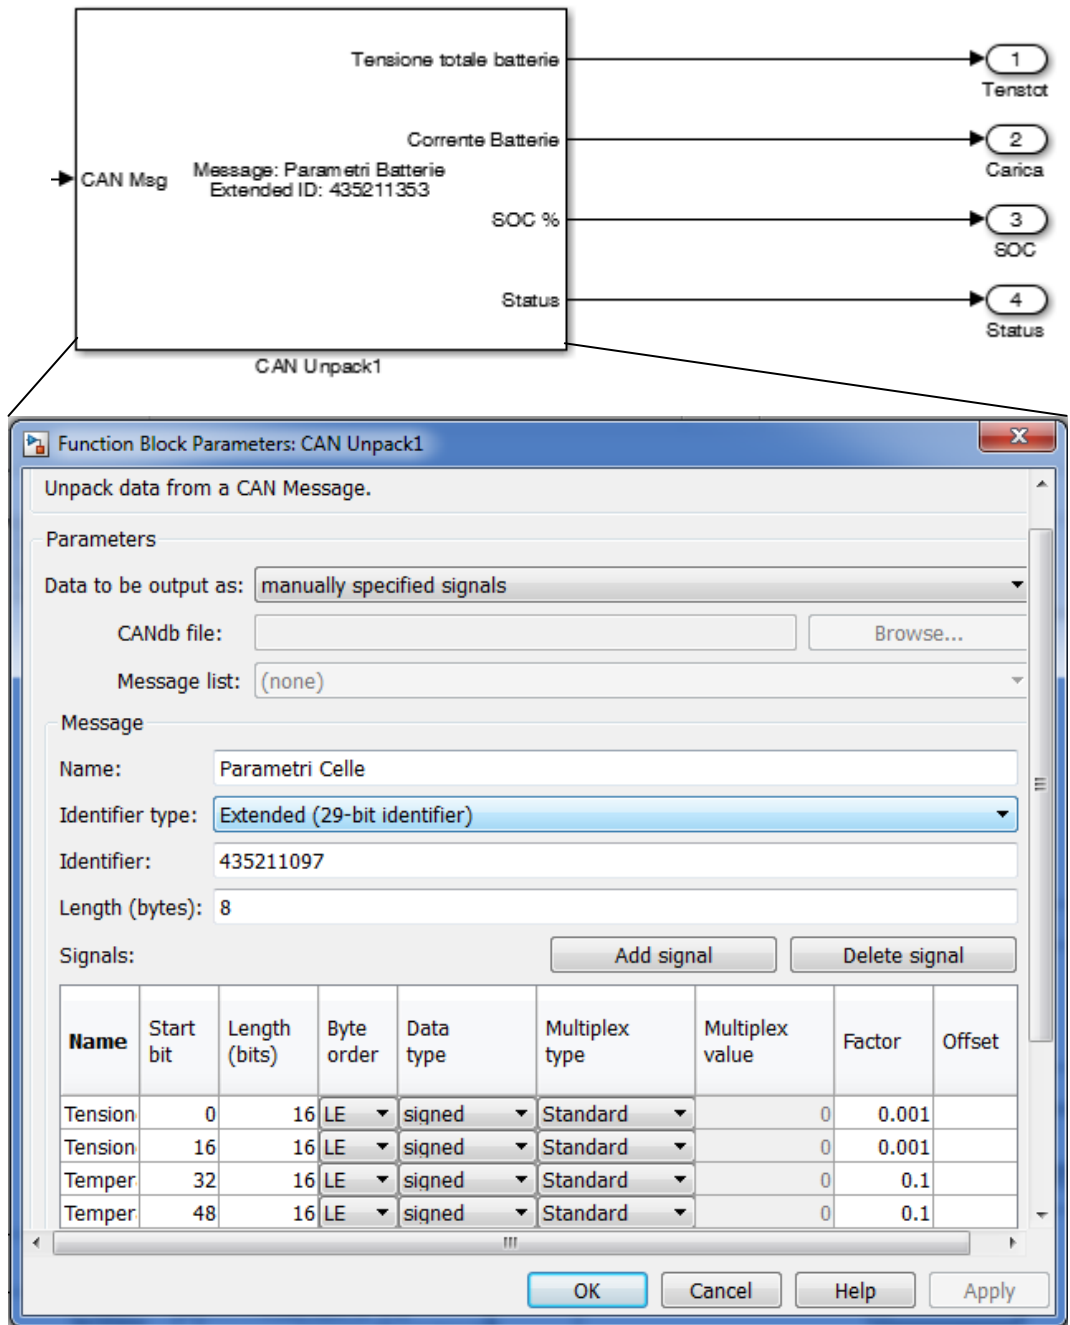 Tensione totale batterie
1
Tenstot
Corrente Batterie
2
Carica
CAN Msg
Message: Parametri Batterie
Extended ID: 435211353
SOC %
3
SOC
Status
4
Status
CAN Unpack1
Function Block Parameters: CAN Unpack1
Unpack data from a CAN Message.
Parameters
Data to be output as: manually specified signals
CANdb file: Browse...
Message list: (none)
Message
Name: Parametri Celle
Identifier type: Extended (29-bit identifier)
Identifier: 435211097
Length (bytes): 8
Signals: Add signal Delete signal
Name Start bit Length (bits) Byte order Data type Multiplex type Multiplex value Factor Offset
Tension 0 16 LE signed Standard 0 0.001
Tension 16 16 LE signed Standard 0 0.001
Temper 32 16 LE signed Standard 0 0.1
Temper 48 16 LE signed Standard 0 0.1
OK Cancel Help Apply